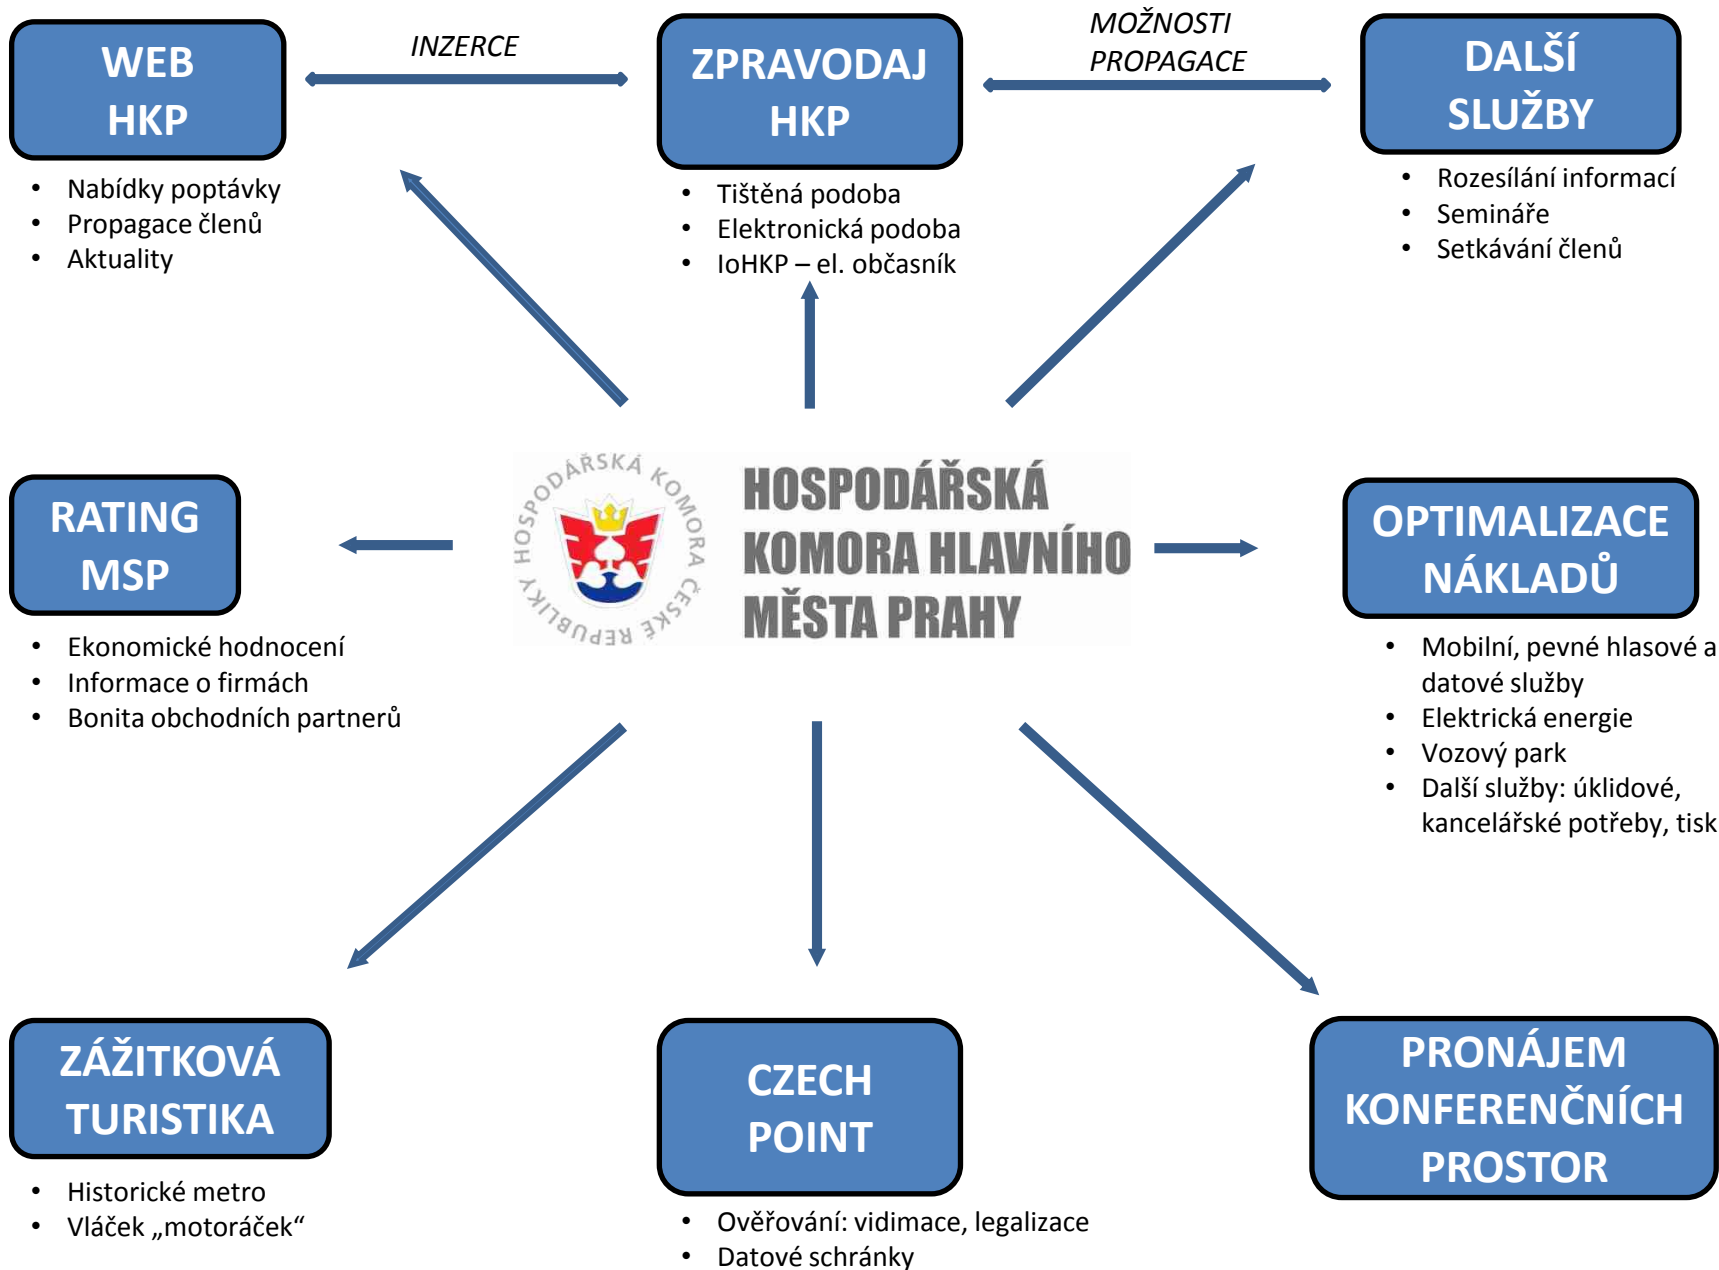 WEB
HKP
INZERCE
ZPRAVODAJ
HKP
MOŽNOSTI
PROPAGACE
DALŠÍ
SLUŽBY
• Nabídky poptávky
• Propagace členů
• Aktuality
• Tištěná podoba
• Elektronická podoba
• IoHKP – el. občasník
• Rozesílání informací
• Semináře
• Setkávání členů
RATING
MSP
HOSPODÁŘSKÁ KOMORA ČESKÉ REPUBLIKY
HOSPODÁŘSKÁ
KOMORA HLAVNÍHO
MĚSTA PRAHY
OPTIMALIZACE
NÁKLADŮ
• Ekonomické hodnocení
• Informace o firmách
• Bonita obchodních partnerů
• Mobilní, pevné hlasové a
datové služby
• Elektrická energie
• Vozový park
• Další služby: úklidové,
kancelářské potřeby, tisk
ZÁŽITKOVÁ
TURISTIKA
CZECH
POINT
PRONÁJEM
KONFERENČNÍCH
PROSTOR
• Historické metro
• Vláček „motoráček“
• Ověřování: vidimace, legalizace
• Datové schránky